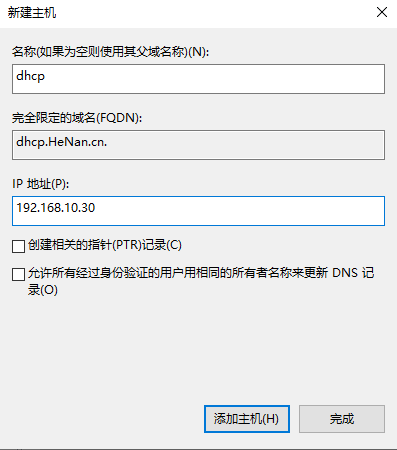 新建主机
名称(如果为空则使用其父域名称)(N):
dhcp
完全限定的域名(FQDN):
dhcp.HeNan.cn.
IP 地址(P):
192.168.10.30
创建相关的指针(PTR)记录(C)
允许所有经过身份验证的用户用相同的所有者名称来更新 DNS 记
录(O)
添加主机(H)
完成